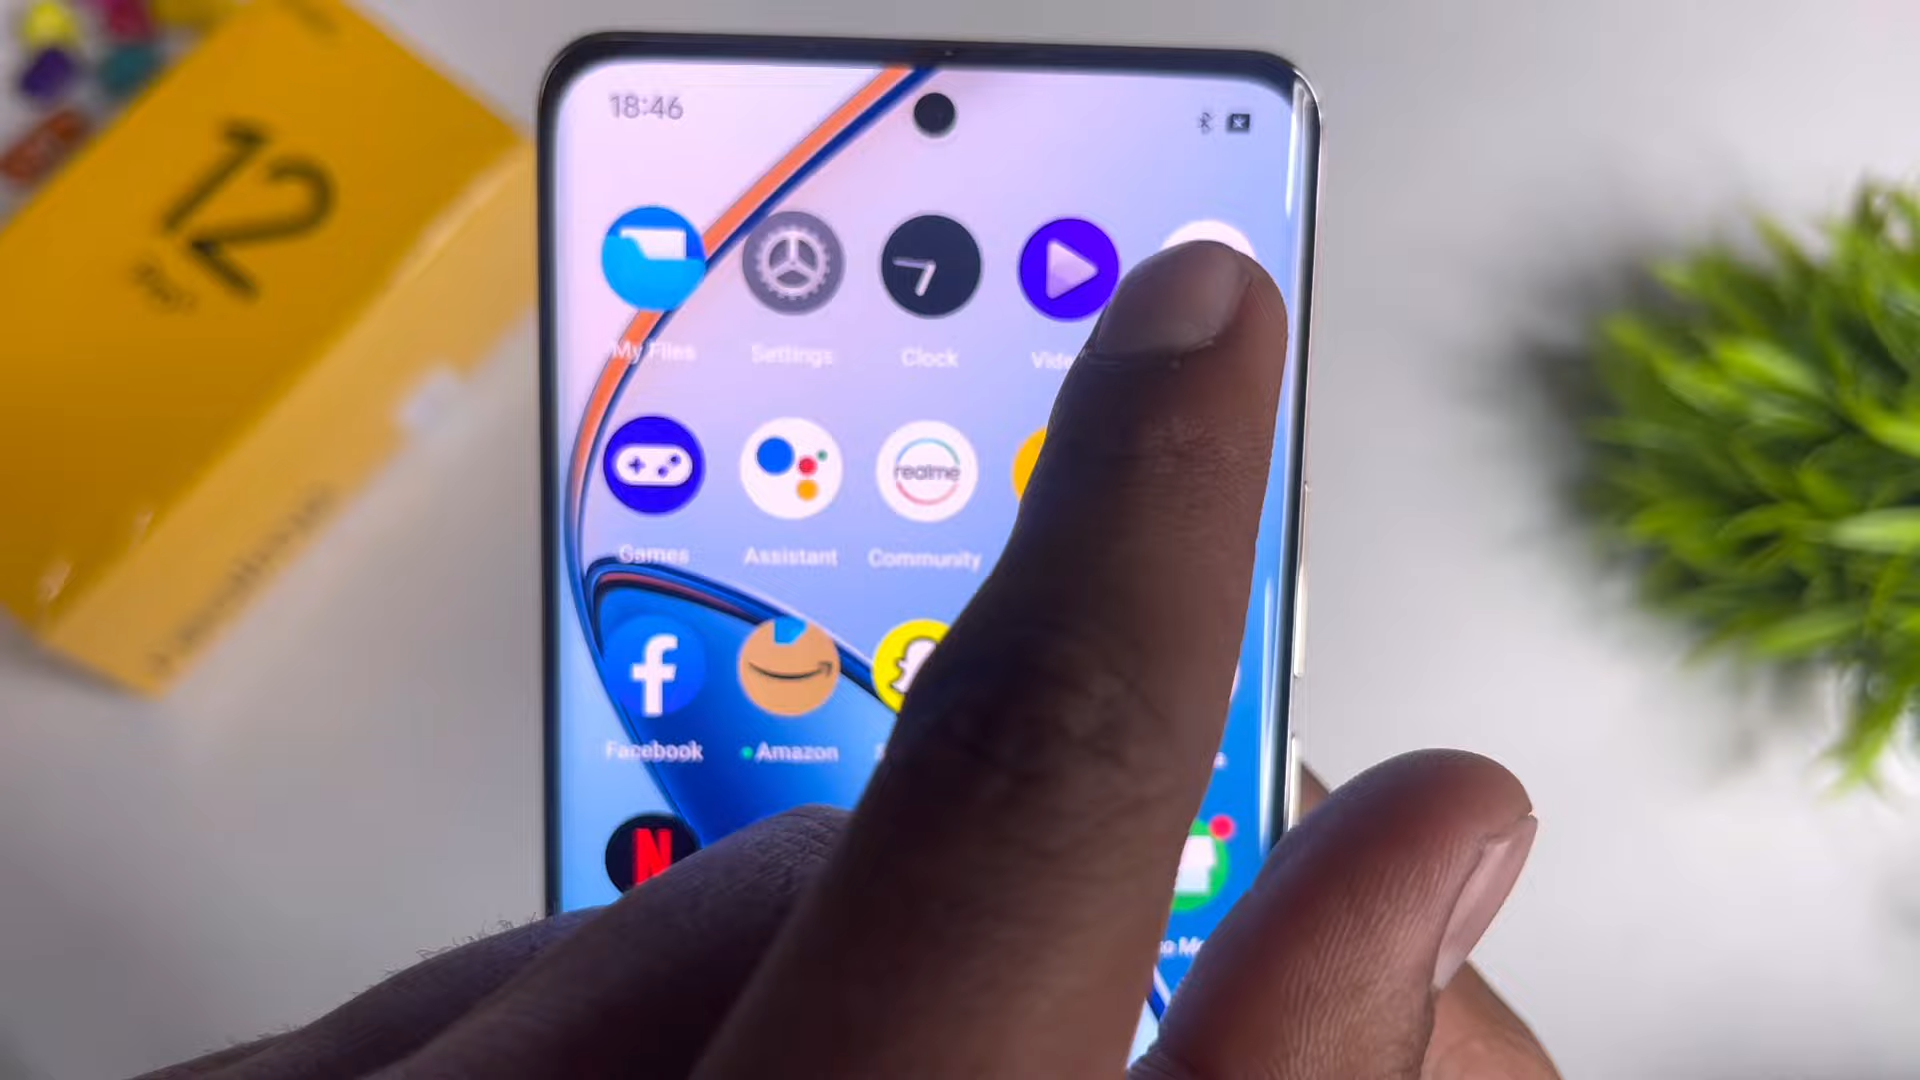 12
18:46
My Files
Settings
Clock
Games
Assistant
realme
Community
Facebook
Amazon
N